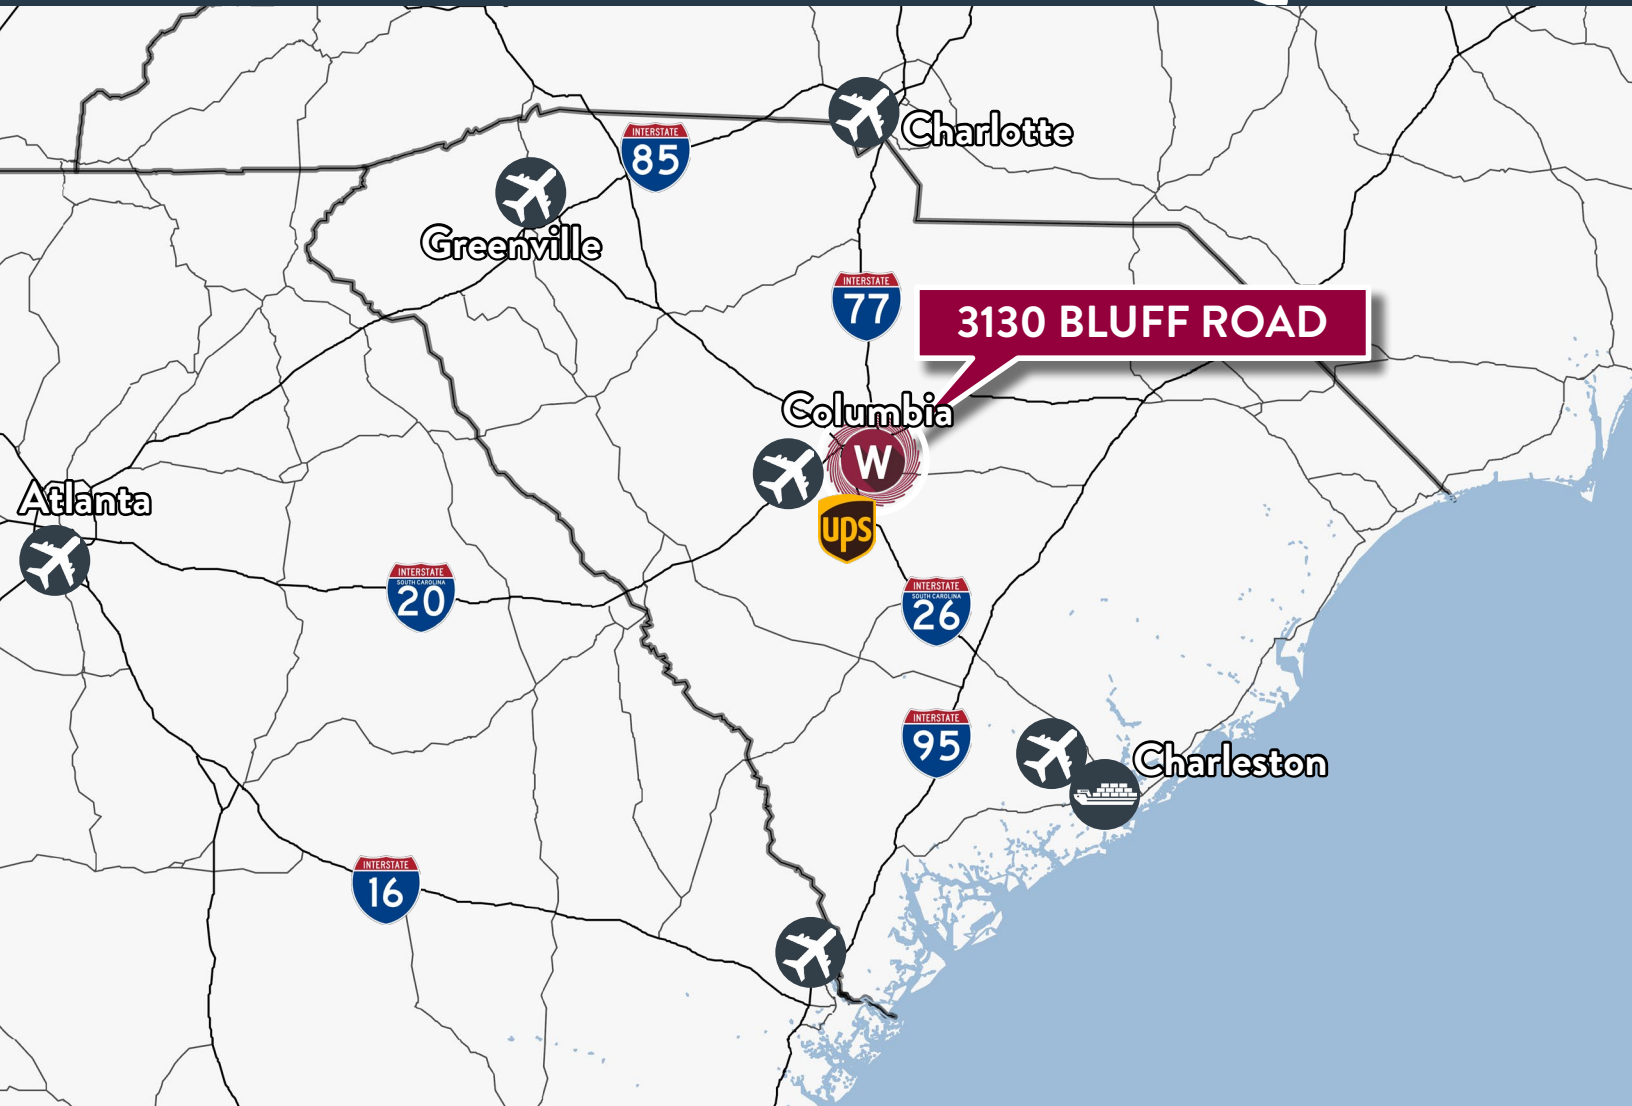 Charlotte
INTERSTATE
85
Greenville
INTERSTATE
77
3130 BLUFF ROAD
Columbia
W
Atlanta
ups
INTERSTATE
SOUTH CAROLINA
20
INTERSTATE
SOUTH CAROLINA
26
INTERSTATE
95
Charleston
INTERSTATE
16